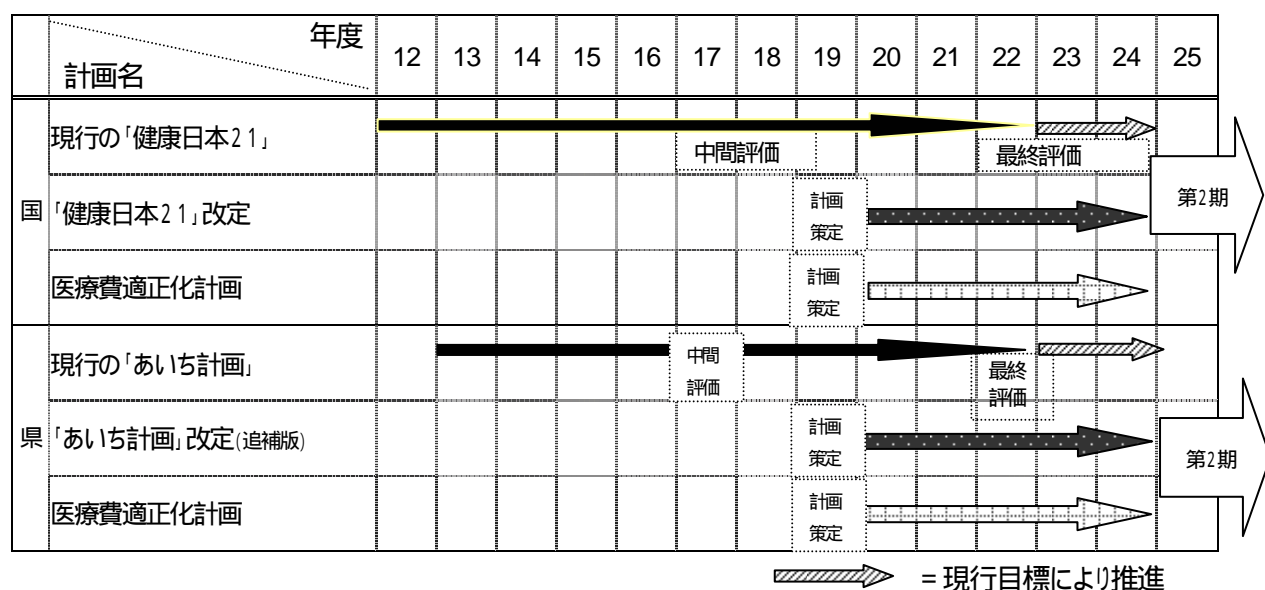 年度
計画名
12 13 14 15 16 17 18 19 20 21 22 23 24 25
国
現行の「健康日本21」
中間評価
最終評価
「健康日本21」改定
計画
策定
第2期
医療費適正化計画
計画
策定
県
現行の「あいち計画」
中間
評価
最終
評価
「あいち計画」改定(追補版)
計画
策定
第2期
医療費適正化計画
計画
策定
=現行目標により推進